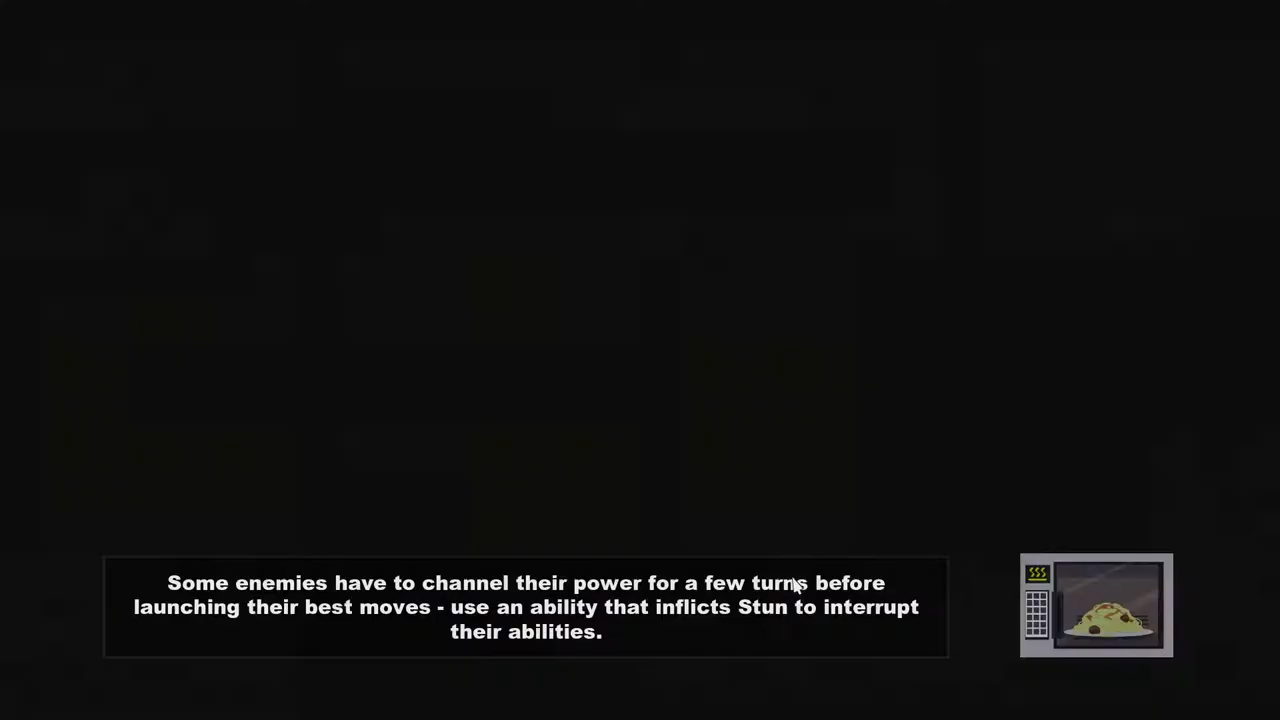 Some enemies have to channel their power for a few turns before
launching their best moves - use an ability that inflicts Stun to interrupt
their abilities.